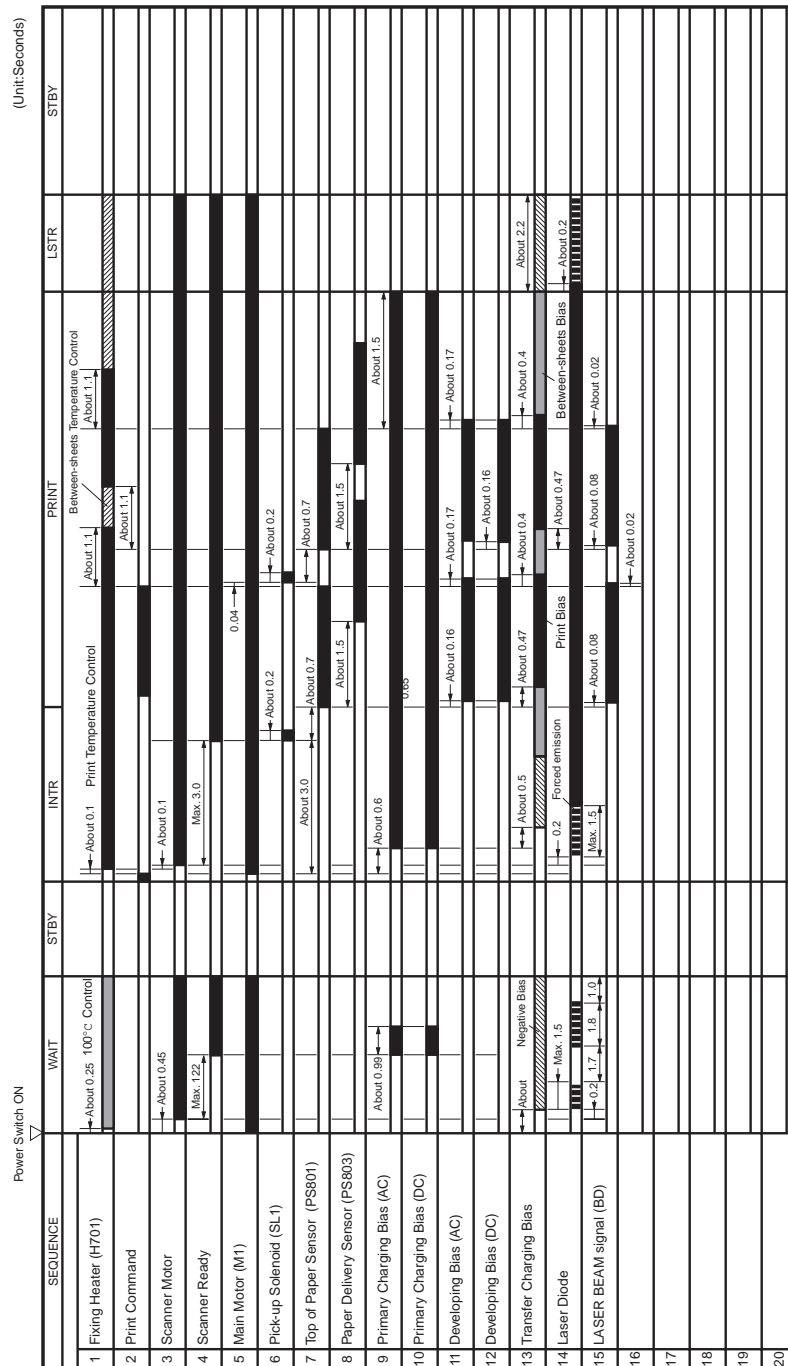 Power Switch ON
(Unit:Seconds)
SEQUENCE WAIT STBY INTR PRINT LSTR STBY
1 Fixing Heater (H701) About 0.25 100°C Control About 0.1 Print Temperature Control About 1.1 About 1.1 Between-sheets Temperature Control About 1.1
2 Print Command
3 Scanner Motor About 0.45 About 0.1
4 Scanner Ready Max. 122 Max. 3.0
5 Main Motor (M1) 0.04
6 Pick-up Solenoid (SL1) About 0.2 About 0.2
7 Top of Paper Sensor (PS801) About 3.0 About 0.7 About 0.7
8 Paper Delivery Sensor (PS803) About 1.5 About 1.5
9 Primary Charging Bias (AC) About 0.99 About 0.6 About 1.5
10 Primary Charging Bias (DC) 0.65
11 Developing Bias (AC) About 0.16 About 0.17 About 0.17
12 Developing Bias (DC) About 0.16
13 Transfer Charging Bias About Negative Bias About 0.5 About 0.47 About 0.4 About 0.4 About 2.2
14 Laser Diode Max. 1.5 0.2 Forced emission Print Bias About 0.47 Between-sheets Bias About 0.2
15 LASER BEAM signal (BD) 0.2 1.7 1.8 1.0 Max. 1.5 About 0.08 About 0.08 About 0.02
16 About 0.02
17
18
19
20